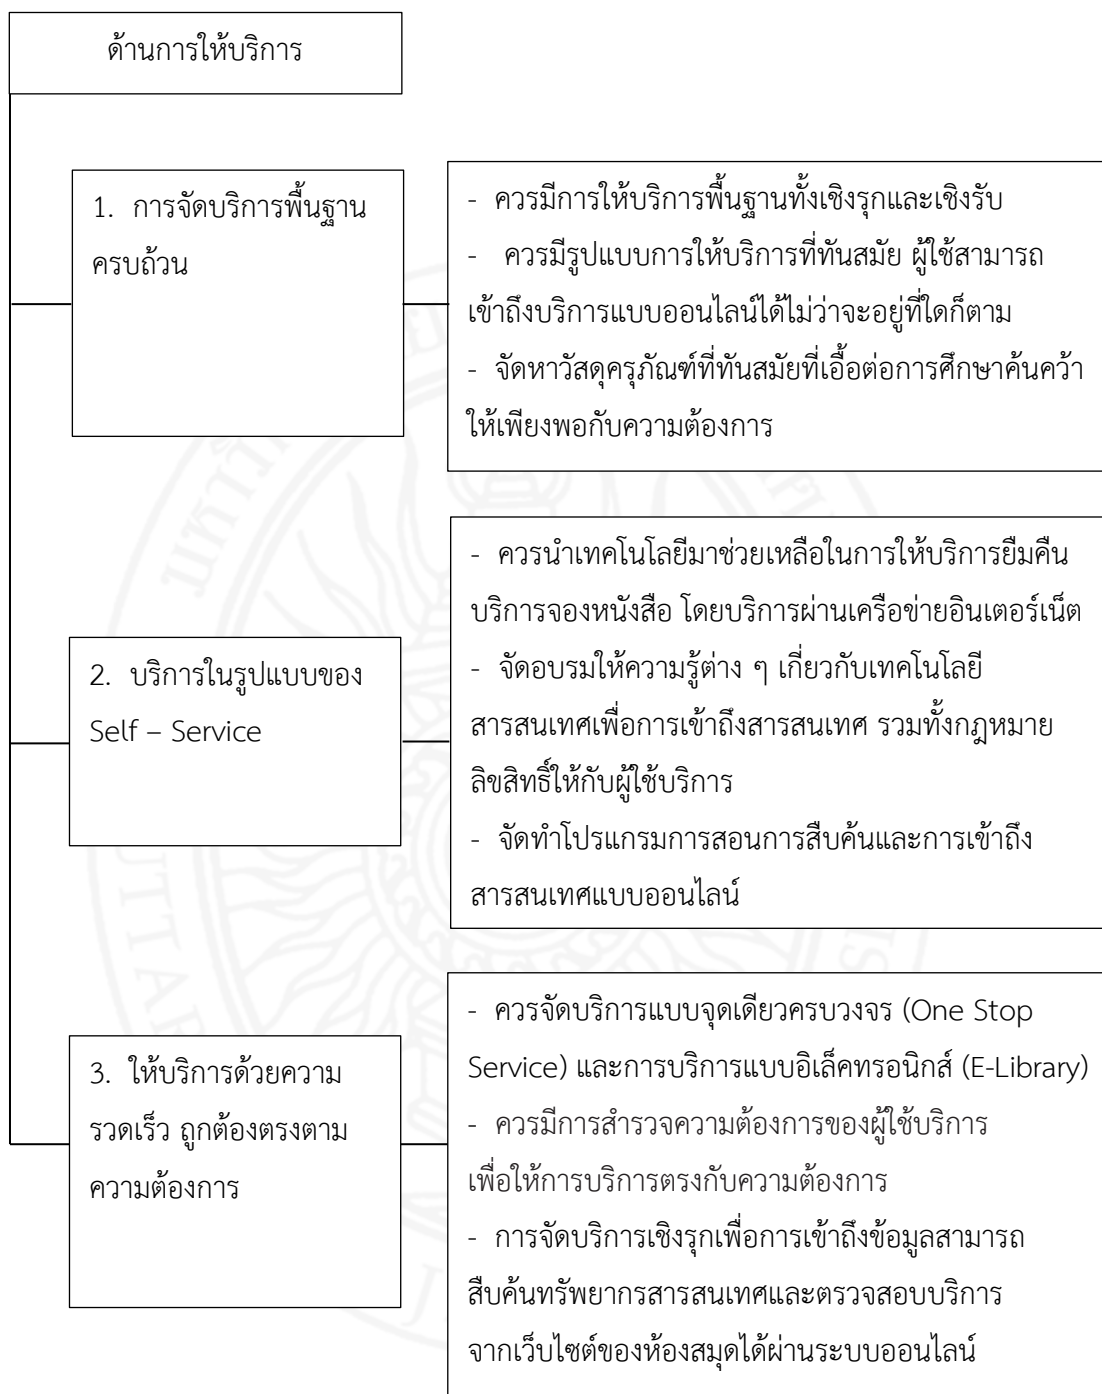 ด้านการให้บริการ
1. การจัดบริการพื้นฐาน
ครบถ้วน
- ควรมีการให้บริการพื้นฐานทั้งเชิงรุกและเชิงรับ
- ควรมีรูปแบบการให้บริการที่ทันสมัย ผู้ใช้สามารถ
เข้าถึงบริการแบบออนไลน์ได้ไม่ว่าจะอยู่ที่ใดก็ตาม
- จัดหาวัสดุครุภัณฑ์ที่ทันสมัยที่เอื้อต่อการศึกษาค้นคว้า
ให้เพียงพอกับความต้องการ
2. บริการในรูปแบบของ
Self – Service
- ควรนำเทคโนโลยีมาช่วยเหลือในการให้บริการยืมคืน
บริการจองหนังสือ โดยบริการผ่านเครือข่ายอินเตอร์เน็ต
- จัดอบรมให้ความรู้ต่าง ๆ เกี่ยวกับเทคโนโลยี
สารสนเทศเพื่อการเข้าถึงสารสนเทศ รวมทั้งกฎหมาย
ลิขสิทธิ์ให้กับผู้ใช้บริการ
- จัดทำโปรแกรมการสอนการสืบค้นและการเข้าถึง
สารสนเทศแบบออนไลน์
3. ให้บริการด้วยความ
รวดเร็ว ถูกต้องตรงตาม
ความต้องการ
- ควรจัดบริการแบบจุดเดียวครบวงจร (One Stop
Service) และการบริการแบบอิเล็คทรอนิกส์ (E-Library)
- ควรมีการสำรวจความต้องการของผู้ใช้บริการ
เพื่อให้การบริการตรงกับความต้องการ
- การจัดบริการเชิงรุกเพื่อการเข้าถึงข้อมูลสามารถ
สืบค้นทรัพยากรสารสนเทศและตรวจสอบบริการ
จากเว็บไซต์ของห้องสมุดได้ผ่านระบบออนไลน์